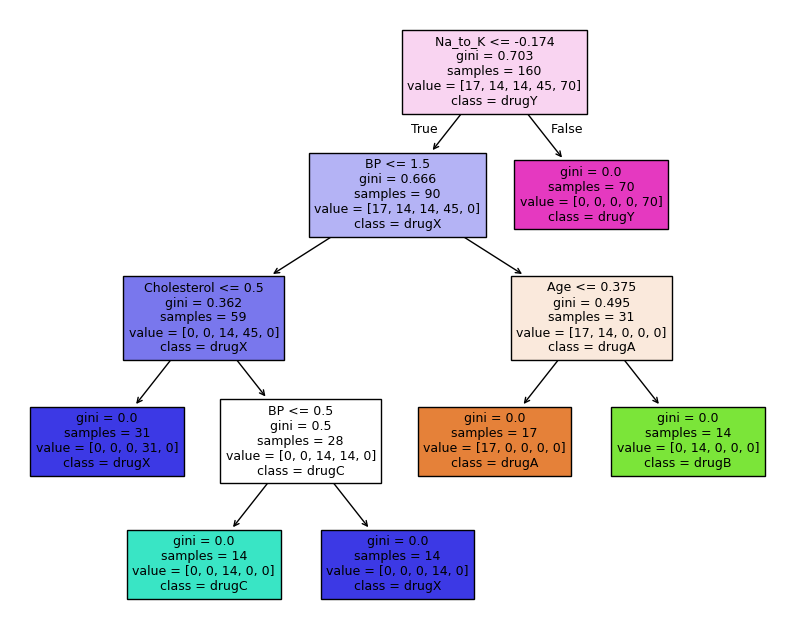 Na_to_K <= -0.174
gini = 0.703
samples = 160
value = [17, 14, 14, 45, 70]
class = drugY
True
False
BP <= 1.5
gini = 0.666
samples = 90
value = [17, 14, 14, 45, 0]
class = drugX
gini = 0.0
samples = 70
value = [0, 0, 0, 0, 70]
class = drugY
Cholesterol <= 0.5
gini = 0.362
samples = 59
value = [0, 0, 14, 45, 0]
class = drugX
Age <= 0.375
gini = 0.495
samples = 31
value = [17, 14, 0, 0, 0]
class = drugA
gini = 0.0
samples = 31
value = [0, 0, 0, 31, 0]
class = drugX
BP <= 0.5
gini = 0.5
samples = 28
value = [0, 0, 14, 14, 0]
class = drugC
gini = 0.0
samples = 17
value = [17, 0, 0, 0, 0]
class = drugA
gini = 0.0
samples = 14
value = [0, 14, 0, 0, 0]
class = drugB
gini = 0.0
samples = 14
value = [0, 0, 14, 0, 0]
class = drugC
gini = 0.0
samples = 14
value = [0, 0, 0, 14, 0]
class = drugX